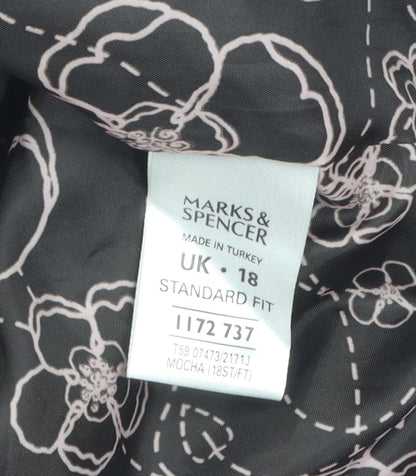 MARKS &
SPENCER
MADE IN TURKEY
UK • 18
STANDARD FIT
1172 737
T59 07473/2171J
MOCHA (18ST/FT)